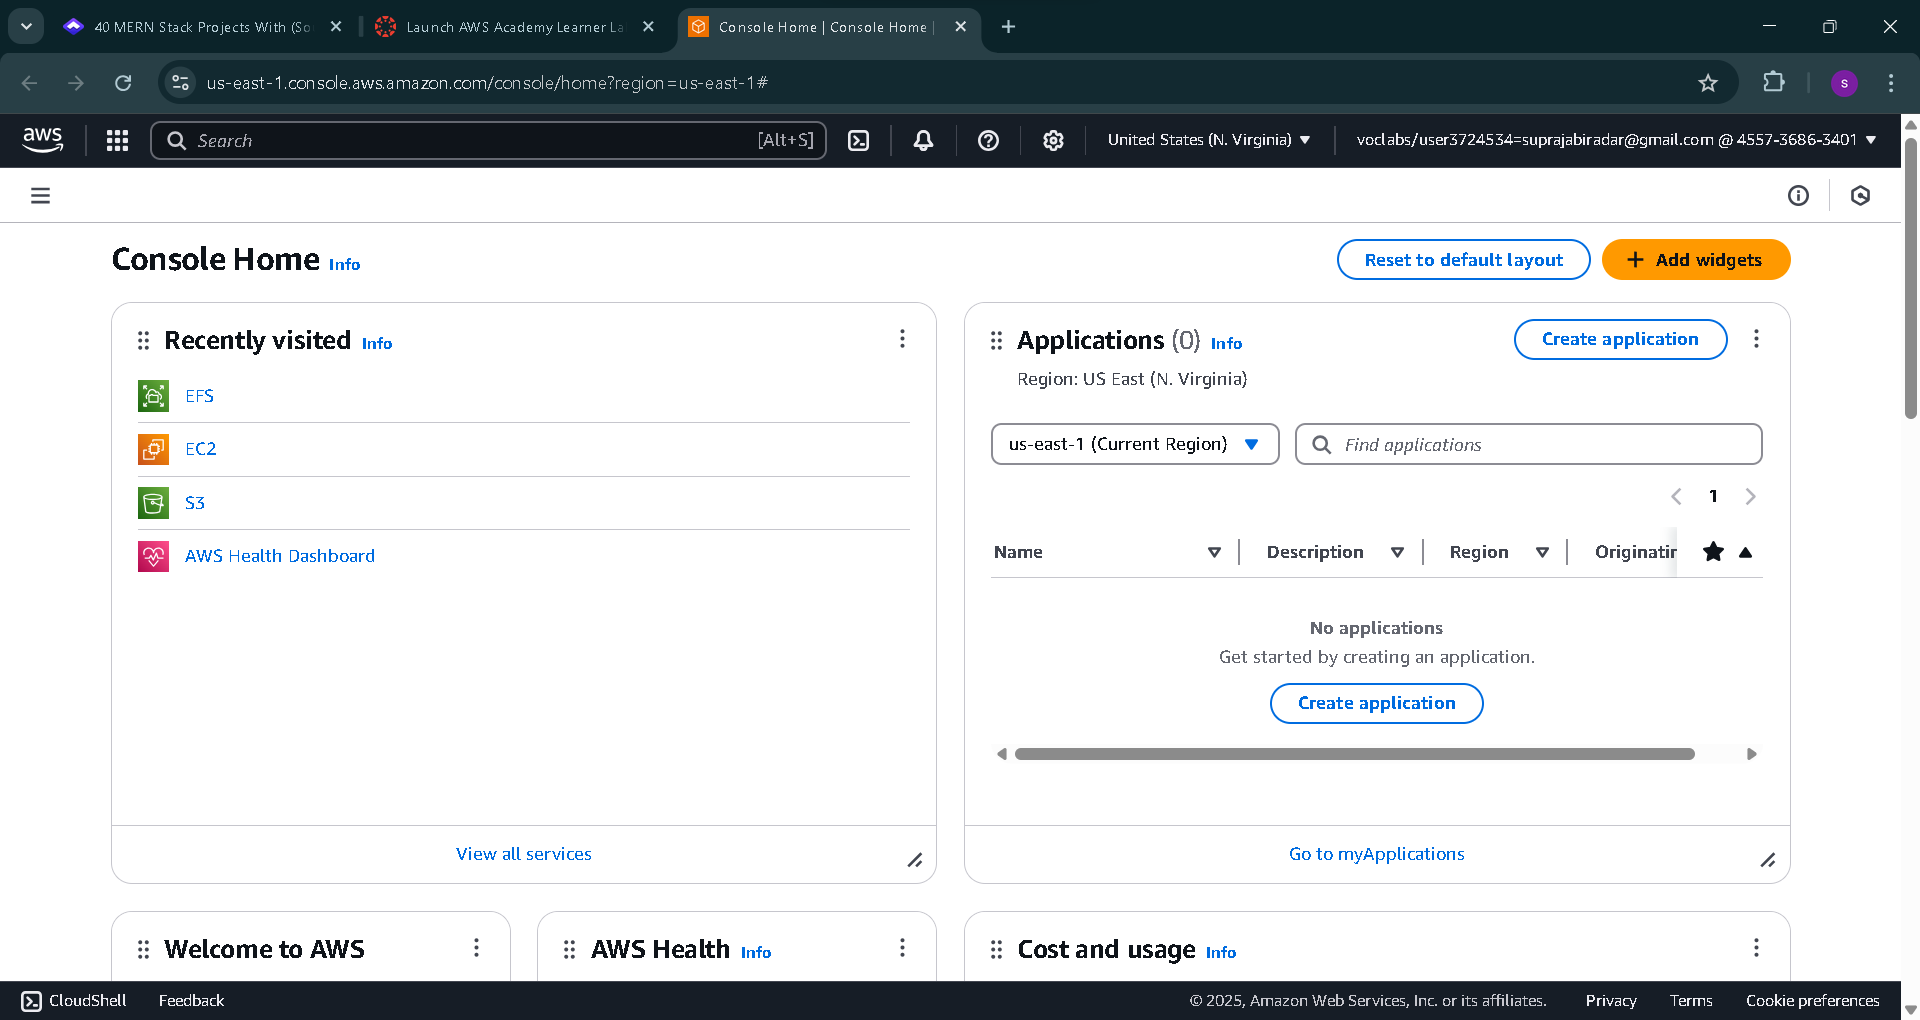 40 MERN Stack Projects With (So
Launch AWS Academy Learner La
Console Home | Console Home |
us-east-1.console.aws.amazon.com/console/home?region=us-east-1#
s
aws
Search
[Alt+S]
United States (N. Virginia)
voclabs/user3724534=suprajabiradar@gmail.com @ 4557-3686-3401
Console Home Info
Reset to default layout
Add widgets
Recently visited Info
EFS
EC2
S3
AWS Health Dashboard
View all services
Applications (0) Info
Create application
Region: US East (N. Virginia)
us-east-1 (Current Region)
Find applications
1
Name Description Region Originatin
No applications
Get started by creating an application.
Create application
Go to myApplications
Welcome to AWS
AWS Health Info
Cost and usage Info
CloudShell Feedback
© 2025, Amazon Web Services, Inc. or its affiliates. Privacy Terms Cookie preferences